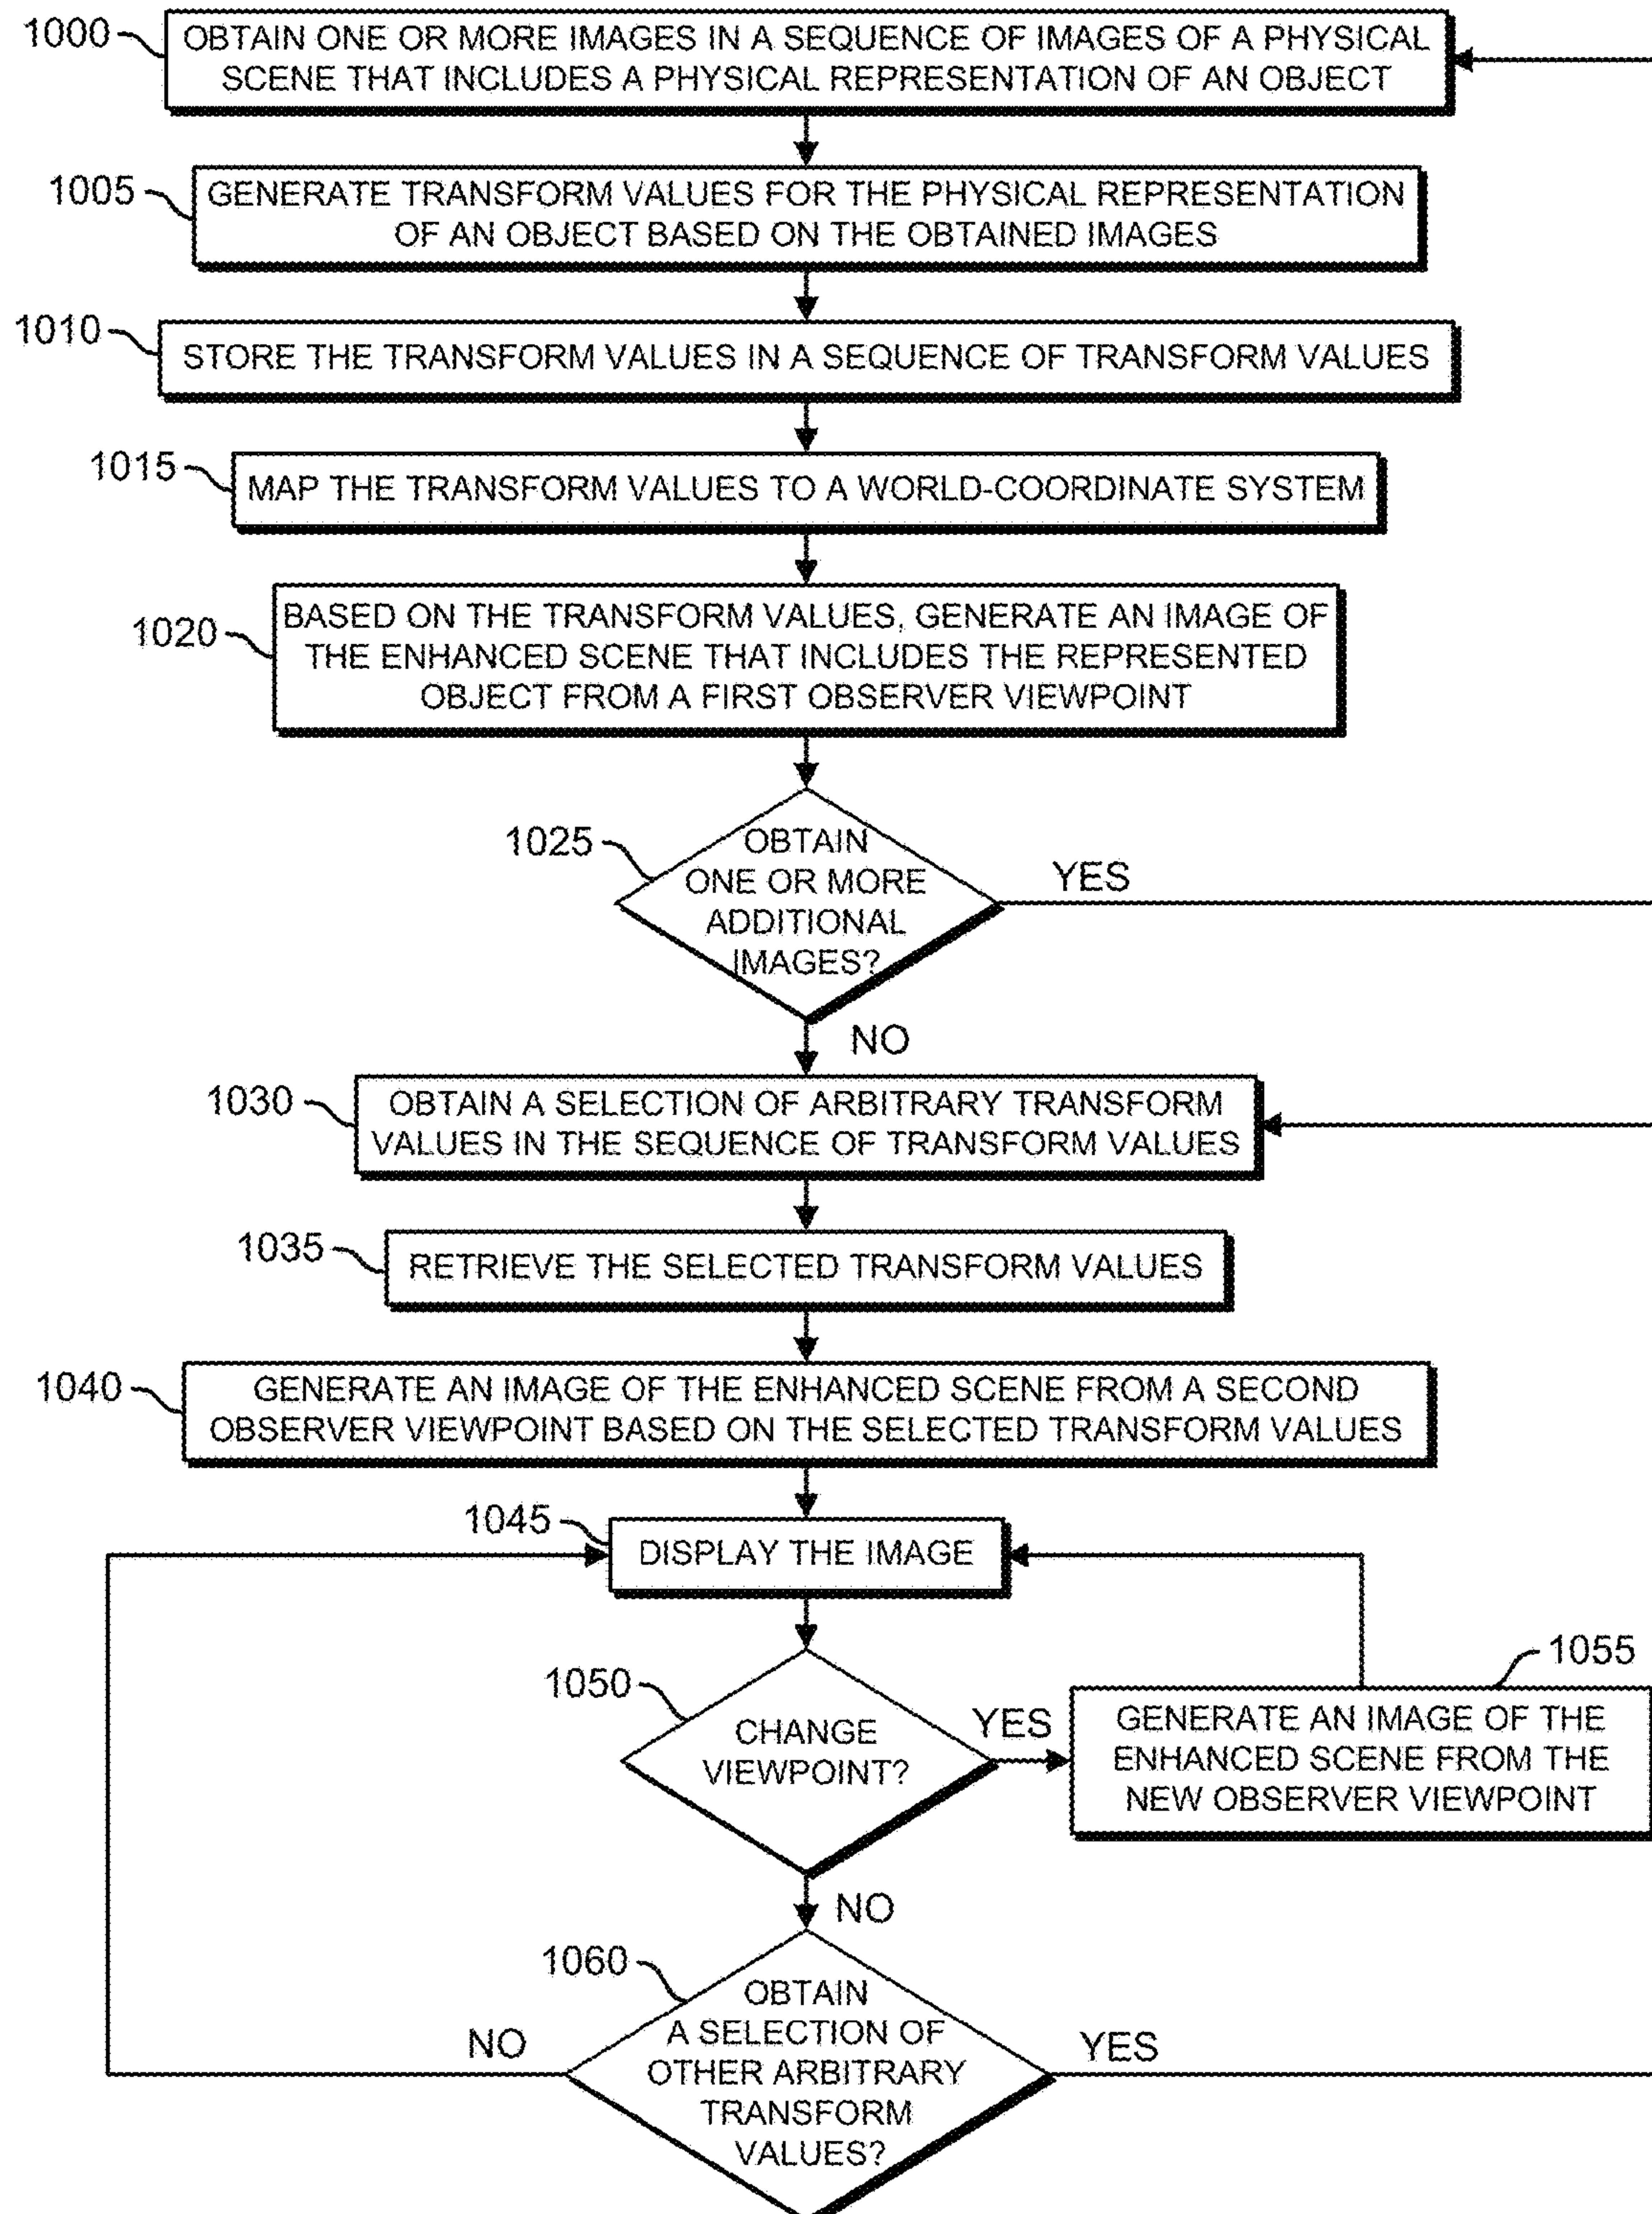 1000
OBTAIN ONE OR MORE IMAGES IN A SEQUENCE OF IMAGES OF A PHYSICAL
SCENE THAT INCLUDES A PHYSICAL REPRESENTATION OF AN OBJECT
1005
GENERATE TRANSFORM VALUES FOR THE PHYSICAL REPRESENTATION
OF AN OBJECT BASED ON THE OBTAINED IMAGES
1010
STORE THE TRANSFORM VALUES IN A SEQUENCE OF TRANSFORM VALUES
1015
MAP THE TRANSFORM VALUES TO A WORLD-COORDINATE SYSTEM
1020
BASED ON THE TRANSFORM VALUES, GENERATE AN IMAGE OF
THE ENHANCED SCENE THAT INCLUDES THE REPRESENTED
OBJECT FROM A FIRST OBSERVER VIEWPOINT
1025
OBTAIN
ONE OR MORE
ADDITIONAL
IMAGES?
YES
NO
1030
OBTAIN A SELECTION OF ARBITRARY TRANSFORM
VALUES IN THE SEQUENCE OF TRANSFORM VALUES
1035
RETRIEVE THE SELECTED TRANSFORM VALUES
1040
GENERATE AN IMAGE OF THE ENHANCED SCENE FROM A SECOND
OBSERVER VIEWPOINT BASED ON THE SELECTED TRANSFORM VALUES
1045
DISPLAY THE IMAGE
1050
CHANGE
VIEWPOINT?
YES
1055
GENERATE AN IMAGE OF THE
ENHANCED SCENE FROM THE
NEW OBSERVER VIEWPOINT
NO
1060
OBTAIN
A SELECTION OF
OTHER ARBITRARY
TRANSFORM
VALUES?
NO
YES